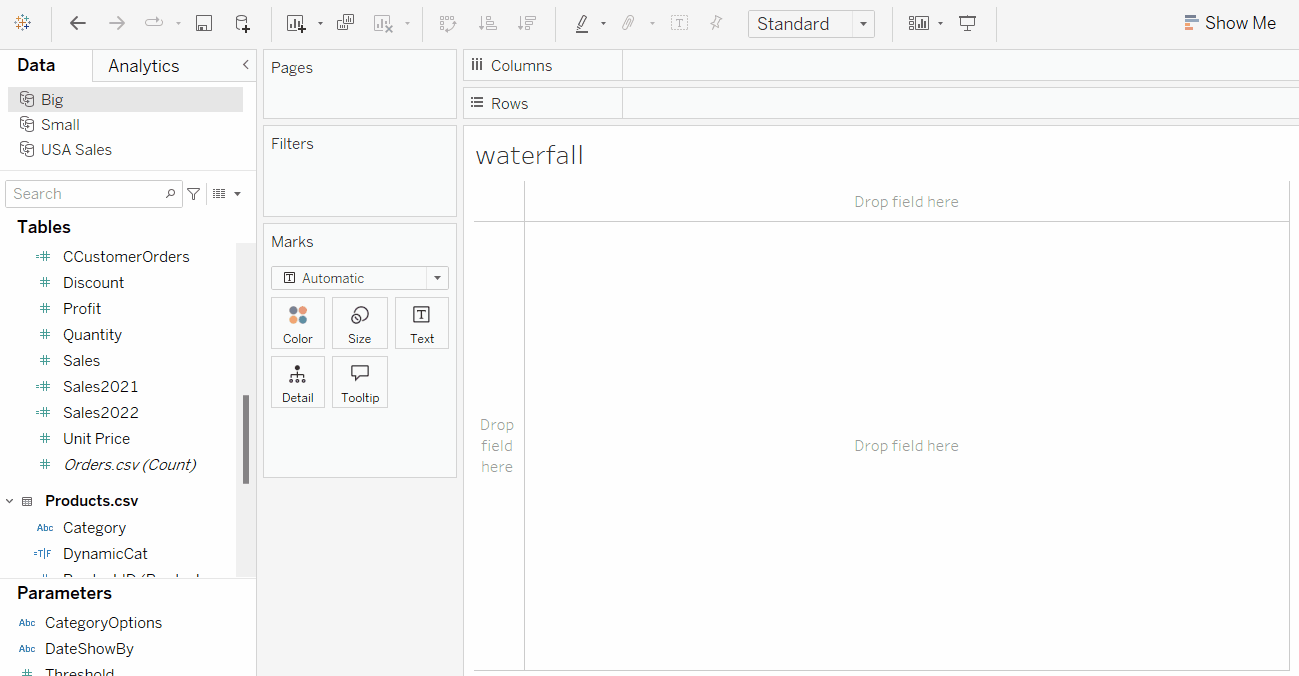 Standard
Show Me
Data
Analytics
Big
Small
USA Sales
Search
Tables
CCustomerOrders
Discount
Profit
Quantity
Sales
Sales2021
Sales2022
Unit Price
Orders.csv (Count)
Products.csv
Abc Category
=T|F DynamicCat
Parameters
Abc CategoryOptions
Abc DateShowBy
Threshold
Pages
Filters
Marks
T Automatic
Color
Size
T
Text
Detail
Tooltip
Columns
Rows
waterfall
Drop field here
Drop
field
here
Drop field here